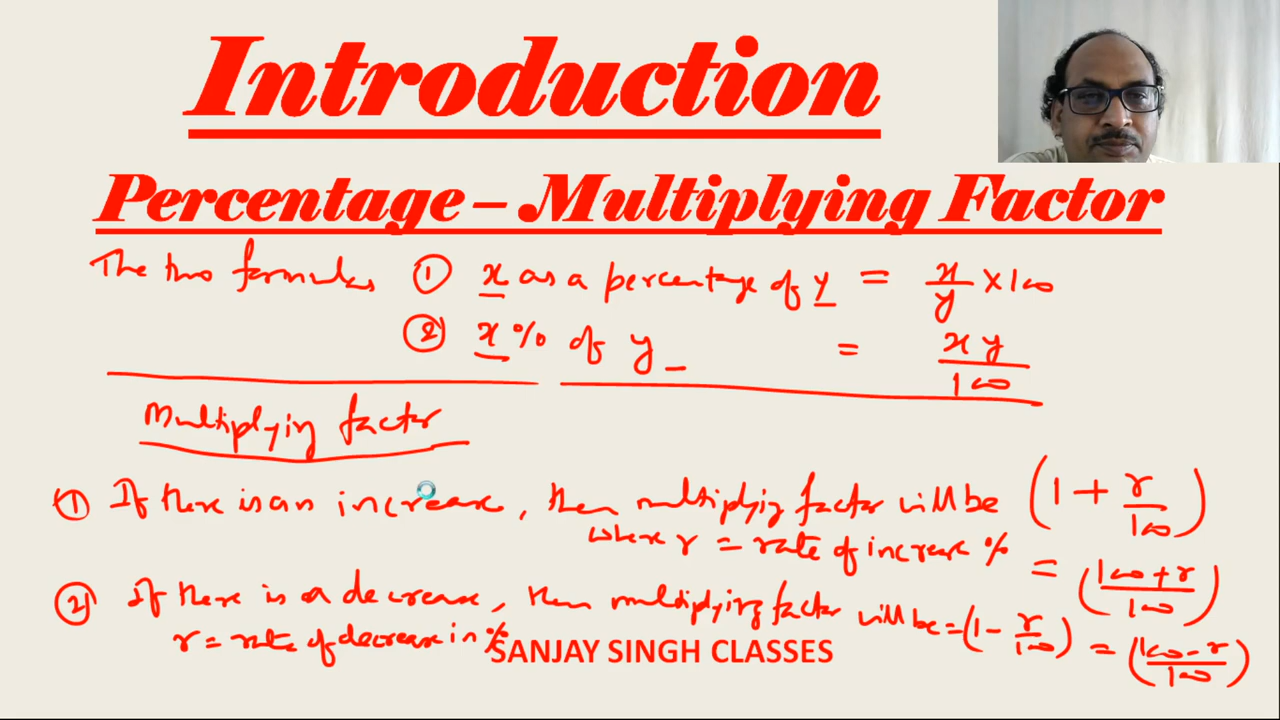 Introduction
Percentage – Multiplying Factor
The two formulas ① x as a percentage of y = x/y × 100
② x % of y = xy/100
Multiplying factor
① If there is an increase, then multiplying factor will be (1 + r/100)
where r = rate of increase % = (100 + r/100)
② If there is a decrease, then multiplying factor will be = (1 - r/100) = (100 - r/100)
r = rate of decrease in %
SANJAY SINGH CLASSES